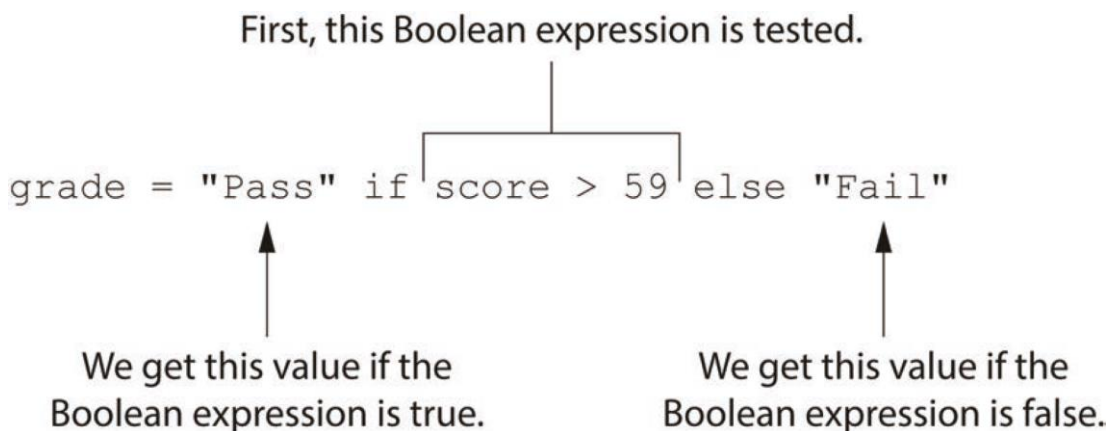 First, this Boolean expression is tested.
grade = "Pass" if score > 59 else "Fail"
We get this value if the
Boolean expression is true.
We get this value if the
Boolean expression is false.